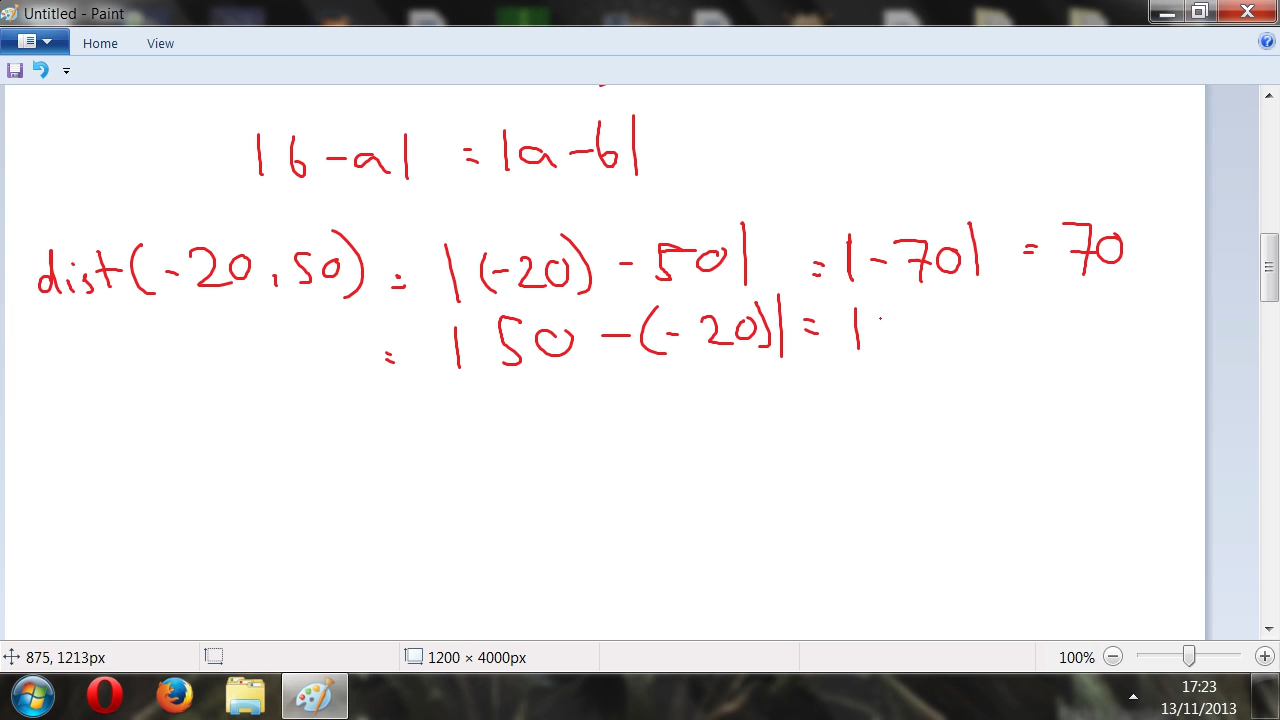 Untitled - Paint
Home View
|b-a| = |a-b|
dist(-20, 50) = |(-20) - 50| = |-70| = 70
= |50 - (-20)| = |
875, 1213px 1200 × 4000px 100%
17:23
13/11/2013